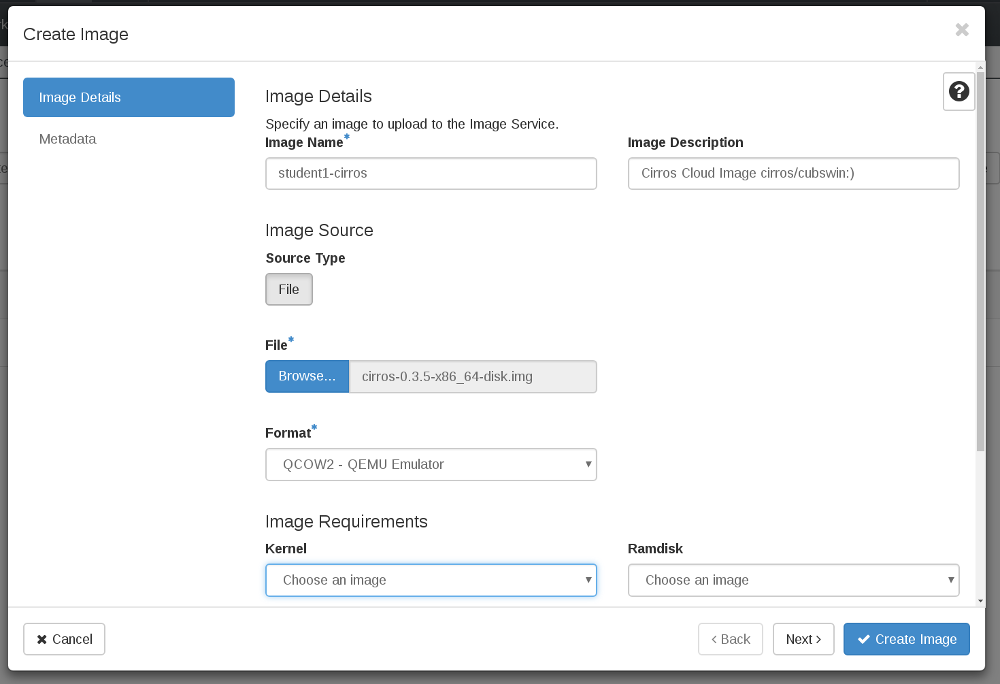 Create Image ✖
Image Details
Metadata
Image Details
Specify an image to upload to the Image Service.
Image Name* Image Description
student1-cirros Cirros Cloud Image cirros/cubswin:)
Image Source
Source Type
File
File*
Browse... cirros-0.3.5-x86_64-disk.img
Format*
QCOW2 - QEMU Emulator
Image Requirements
Kernel Ramdisk
Choose an image Choose an image
✖ Cancel ‹ Back Next › ✔ Create Image